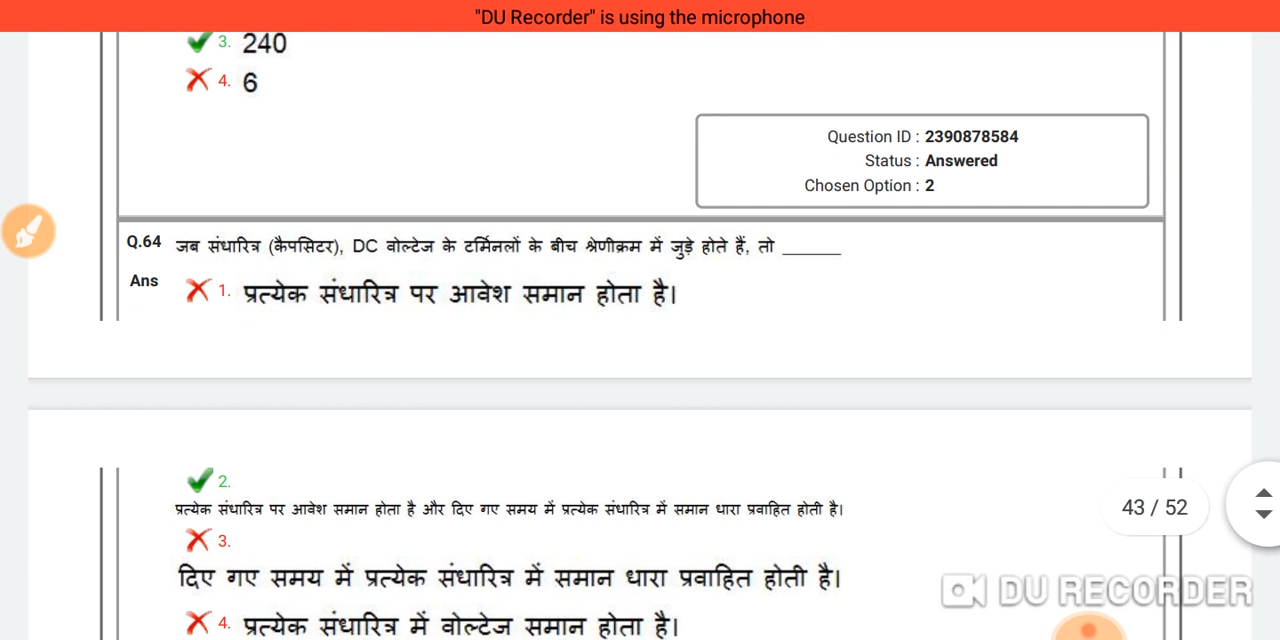 "DU Recorder" is using the microphone
3. 240
4. 6
Question ID : 2390878584
Status : Answered
Chosen Option : 2
Q.64 जब संधारित्र (कैपसिटर), DC वोल्टेज के टर्मिनलों के बीच श्रेणीक्रम में जुड़े होते हैं, तो ______
Ans 1. प्रत्येक संधारित्र पर आवेश समान होता है।
2.
प्रत्येक संधारित्र पर आवेश समान होता है और दिए गए समय में प्रत्येक संधारित्र में समान धारा प्रवाहित होती है।
43 / 52
3.
दिए गए समय में प्रत्येक संधारित्र में समान धारा प्रवाहित होती है।
DU RECORDER
4. प्रत्येक संधारित्र में वोल्टेज समान होता है।